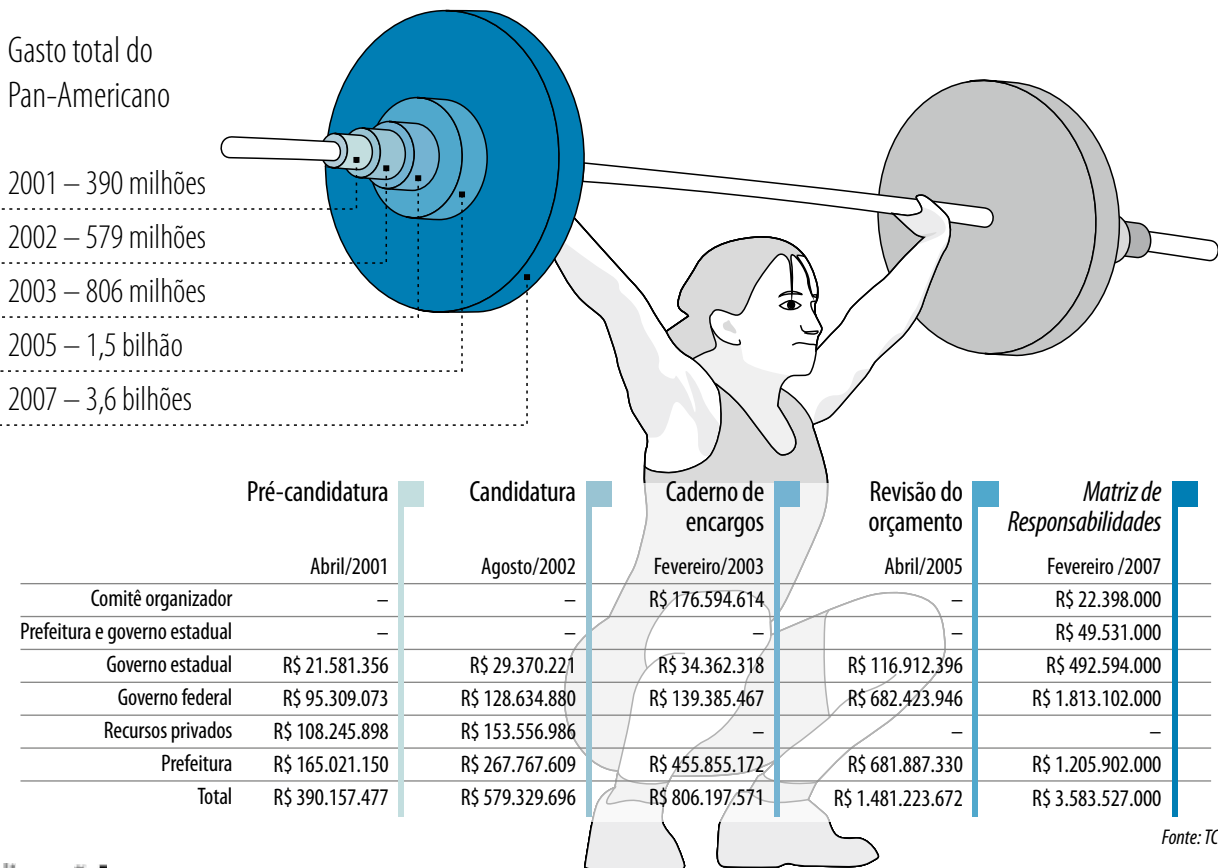 Gasto total do
Pan-Americano
2001 – 390 milhões
2002 – 579 milhões
2003 – 806 milhões
2005 – 1,5 bilhão
2007 – 3,6 bilhões
Pré-candidatura Candidatura Caderno de encargos Revisão do orçamento Matriz de Responsabilidades
Abril/2001 Agosto/2002 Fevereiro/2003 Abril/2005 Fevereiro /2007
Comitê organizador – – R$ 176.594.614 – R$ 22.398.000
Prefeitura e governo estadual – – – – R$ 49.531.000
Governo estadual R$ 21.581.356 R$ 29.370.221 R$ 34.362.318 R$ 116.912.396 R$ 492.594.000
Governo federal R$ 95.309.073 R$ 128.634.880 R$ 139.385.467 R$ 682.423.946 R$ 1.813.102.000
Recursos privados R$ 108.245.898 R$ 153.556.986 – – –
Prefeitura R$ 165.021.150 R$ 267.767.609 R$ 455.855.172 R$ 681.887.330 R$ 1.205.902.000
Total R$ 390.157.477 R$ 579.329.696 R$ 806.197.571 R$ 1.481.223.672 R$ 3.583.527.000
Fonte: TC